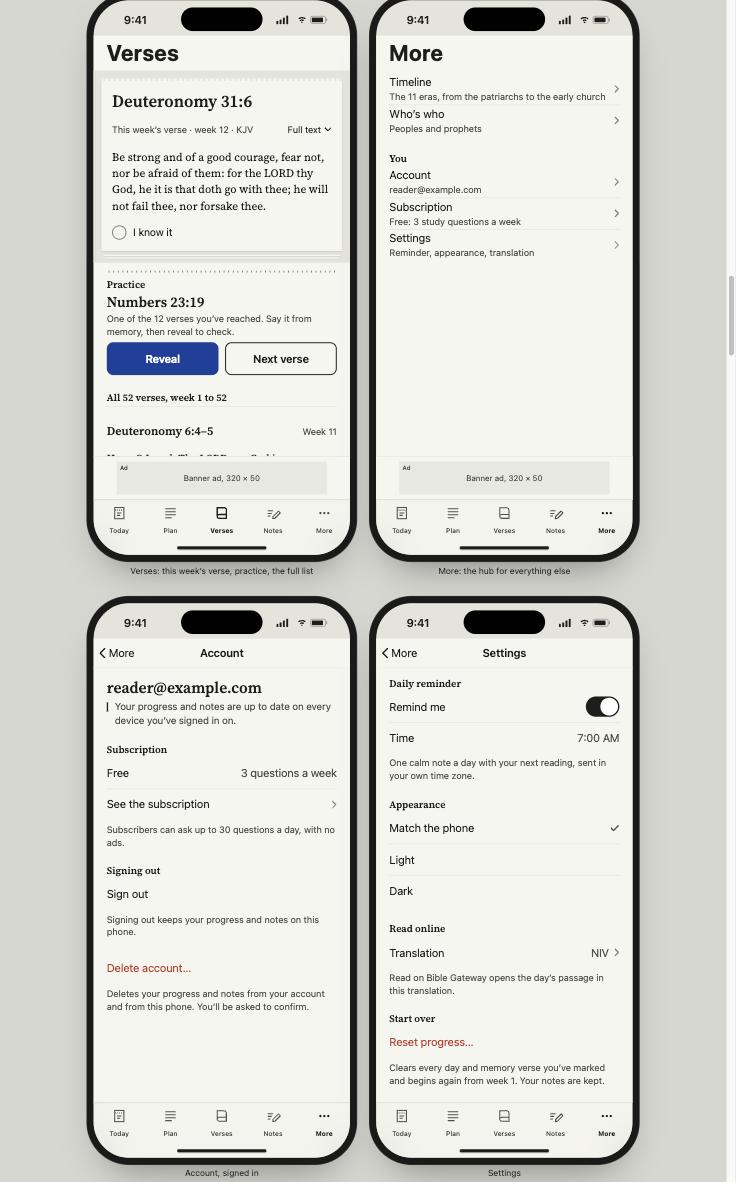 9:41
Verses
Deuteronomy 31:6
This week's verse · week 12 · KJV
Full text
Be strong and of a good courage, fear not,
nor be afraid of them: for the LORD thy
God, he it is that doth go with thee; he will
not fail thee, nor forsake thee.
I know it
Practice
Numbers 23:19
One of the 12 verses you've reached. Say it from
memory, then reveal to check.
Reveal
Next verse
All 52 verses, week 1 to 52
Deuteronomy 6:4–5
Week 11
Ad
Banner ad, 320 × 50
Today
Plan
Verses
Notes
More
Verses: this week's verse, practice, the full list
9:41
More
Timeline
The 11 eras, from the patriarchs to the early church
Who's who
Peoples and prophets
You
Account
reader@example.com
Subscription
Free: 3 study questions a week
Settings
Reminder, appearance, translation
Ad
Banner ad, 320 × 50
Today
Plan
Verses
Notes
More
More: the hub for everything else
9:41
More
Account
reader@example.com
Your progress and notes are up to date on every
device you've signed in on.
Subscription
Free
3 questions a week
See the subscription
Subscribers can ask up to 30 questions a day, with no
ads.
Signing out
Sign out
Signing out keeps your progress and notes on this
phone.
Delete account...
Deletes your progress and notes from your account
and from this phone. You'll be asked to confirm.
Today
Plan
Verses
Notes
More
Account, signed in
9:41
More
Settings
Daily reminder
Remind me
Time
7:00 AM
One calm note a day with your next reading, sent in
your own time zone.
Appearance
Match the phone
Light
Dark
Read online
Translation
NIV
Read on Bible Gateway opens the day's passage in
this translation.
Start over
Reset progress...
Clears every day and memory verse you've marked
and begins again from week 1. Your notes are kept.
Today
Plan
Verses
Notes
More
Settings